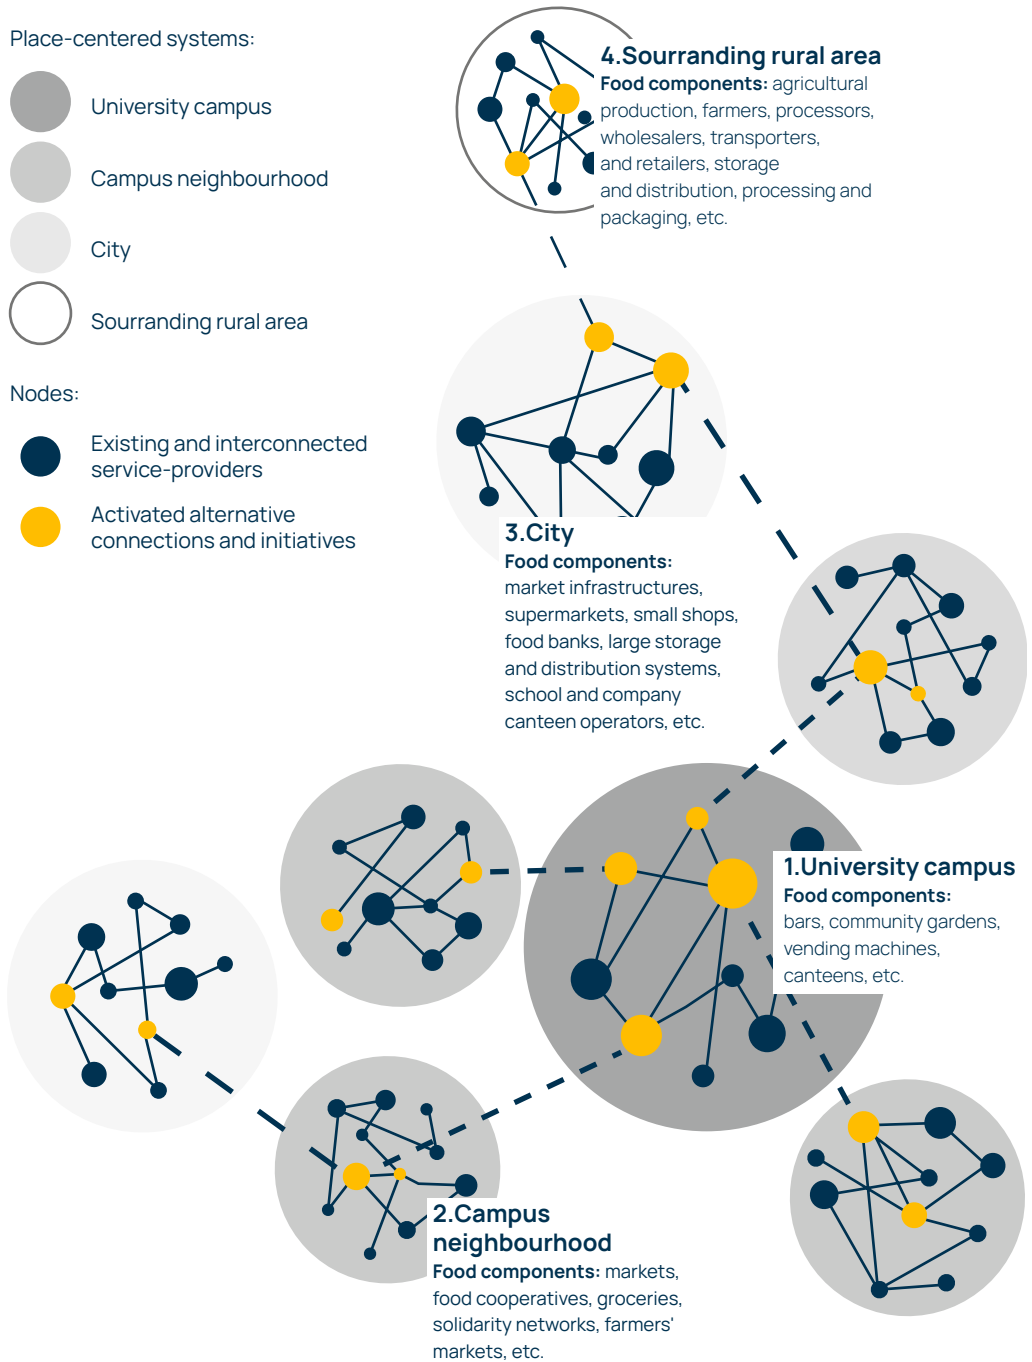 Place-centered systems:
University campus
Campus neighbourhood
City
Sourranding rural area
Nodes:
Existing and interconnected
service-providers
Activated alternative
connections and initiatives
4.Sourranding rural area
Food components: agricultural
production, farmers, processors,
wholesalers, transporters,
and retailers, storage
and distribution, processing and
packaging, etc.
3.City
Food components:
market infrastructures,
supermarkets, small shops,
food banks, large storage
and distribution systems,
school and company
canteen operators, etc.
1.University campus
Food components:
bars, community gardens,
vending machines,
canteens, etc.
2.Campus
neighbourhood
Food components: markets,
food cooperatives, groceries,
solidarity networks, farmers'
markets, etc.